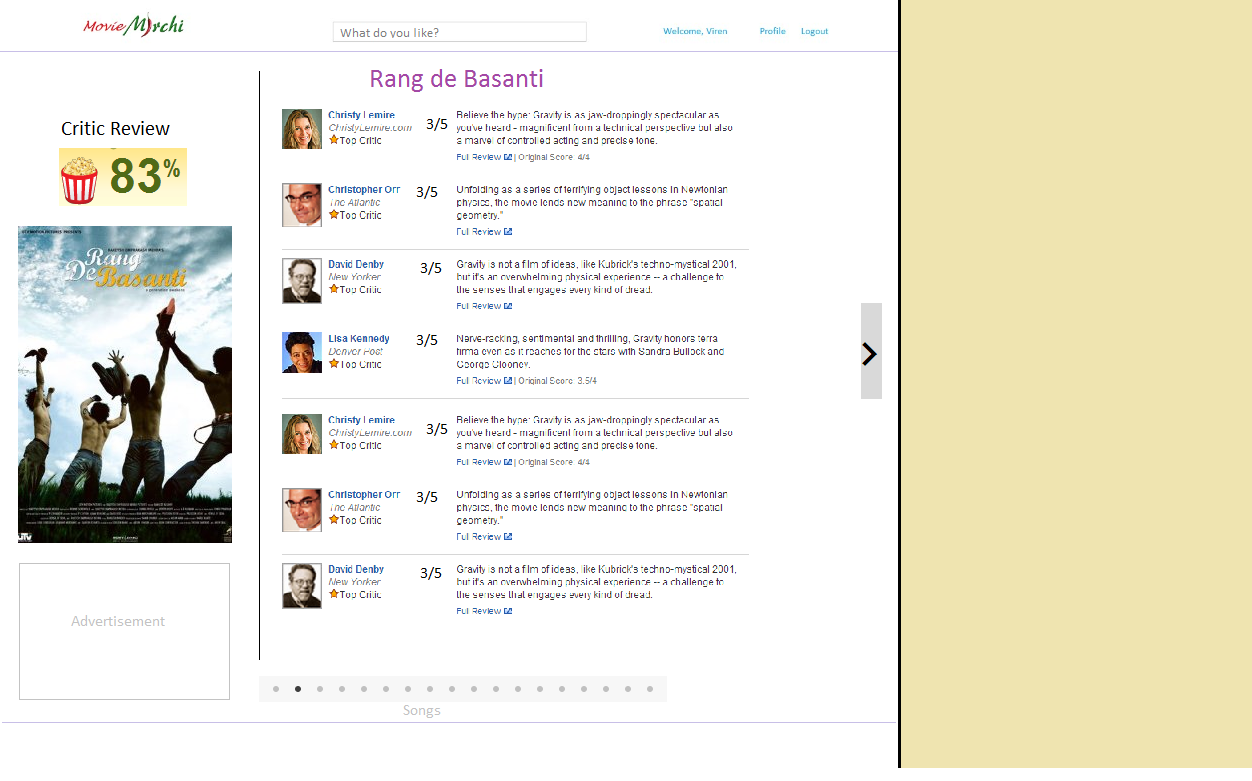 MovieMirchi
What do you like?
Welcome, Viren
Profile
Logout
Critic Review
83%
Rang
De Basanti
a generation awakens
Advertisement
Rang de Basanti
Christy Lemire
ChristyLemire.com
Top Critic
3/5
Believe the hype: Gravity is as jaw-droppingly spectacular as
you've heard - magnificent from a technical perspective but also
a marvel of controlled acting and precise tone.
Full Review | Original Score: 4/4
Christopher Orr
The Atlantic
Top Critic
3/5
Unfolding as a series of terrifying object lessons in Newtonian
physics, the movie lends new meaning to the phrase "spatial
geometry."
Full Review
David Denby
New Yorker
Top Critic
3/5
Gravity is not a film of ideas, like Kubrick's techno-mystical 2001,
but it's an overwhelming physical experience -- a challenge to
the senses that engages every kind of dread.
Full Review
Lisa Kennedy
Denver Post
Top Critic
3/5
Nerve-racking, sentimental and thrilling, Gravity honors terra
firma even as it reaches for the stars with Sandra Bullock and
George Clooney.
Full Review | Original Score: 3.5/4
Christy Lemire
ChristyLemire.com
Top Critic
3/5
Believe the hype: Gravity is as jaw-droppingly spectacular as
you've heard - magnificent from a technical perspective but also
a marvel of controlled acting and precise tone.
Full Review | Original Score: 4/4
Christopher Orr
The Atlantic
Top Critic
3/5
Unfolding as a series of terrifying object lessons in Newtonian
physics, the movie lends new meaning to the phrase "spatial
geometry."
Full Review
David Denby
New Yorker
Top Critic
3/5
Gravity is not a film of ideas, like Kubrick's techno-mystical 2001,
but it's an overwhelming physical experience -- a challenge to
the senses that engages every kind of dread.
Full Review
Songs